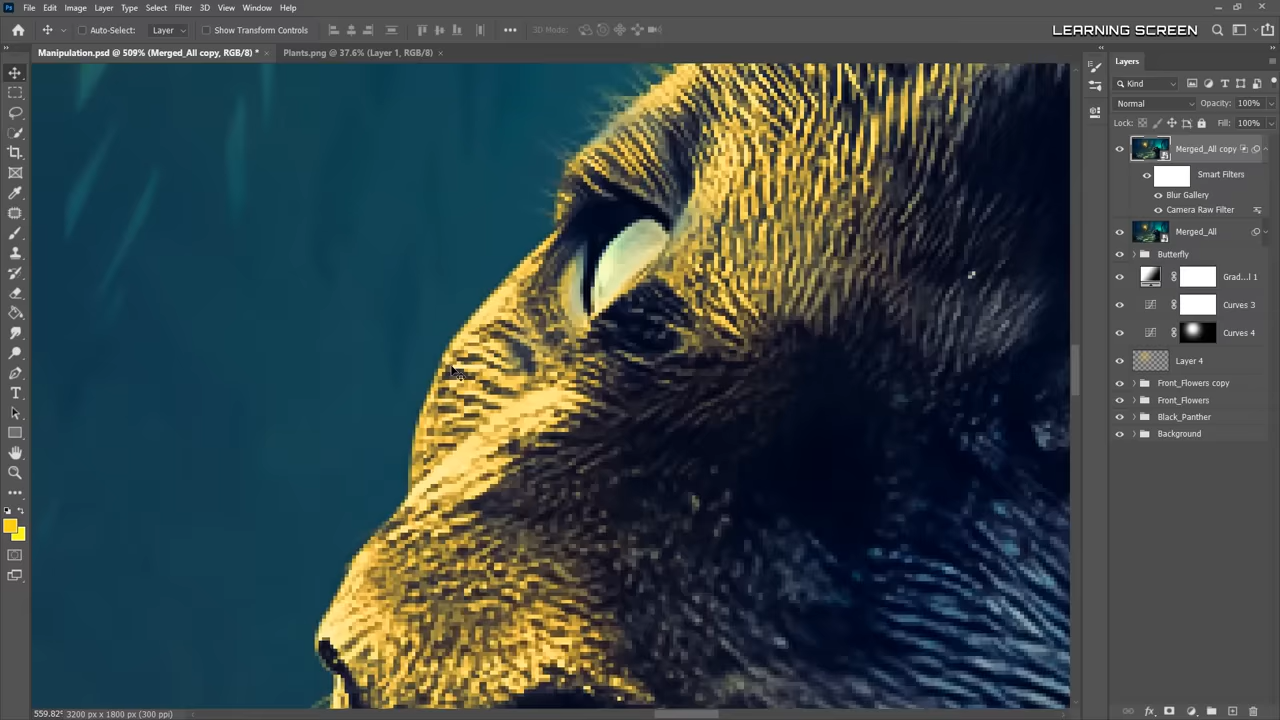 Ps File Edit Image Layer Type Select Filter 3D View Window Help
Auto-Select: Layer Show Transform Controls 3D Mode: LEARNING SCREEN
Manipulation.psd @ 509% (Merged_All copy, RGB/8) * Plants.png @ 37.6% (Layer 1, RGB/8)
Layers
Kind
Normal Opacity: 100%
Lock: Fill: 100%
Merged_All copy
Smart Filters
Blur Gallery
Camera Raw Filter
Merged_All
Butterfly
Grad...l 1
Curves 3
Curves 4
Layer 4
Front_Flowers copy
Front_Flowers
Black_Panther
Background
559.82% 3200 px x 1800 px (300 ppi)